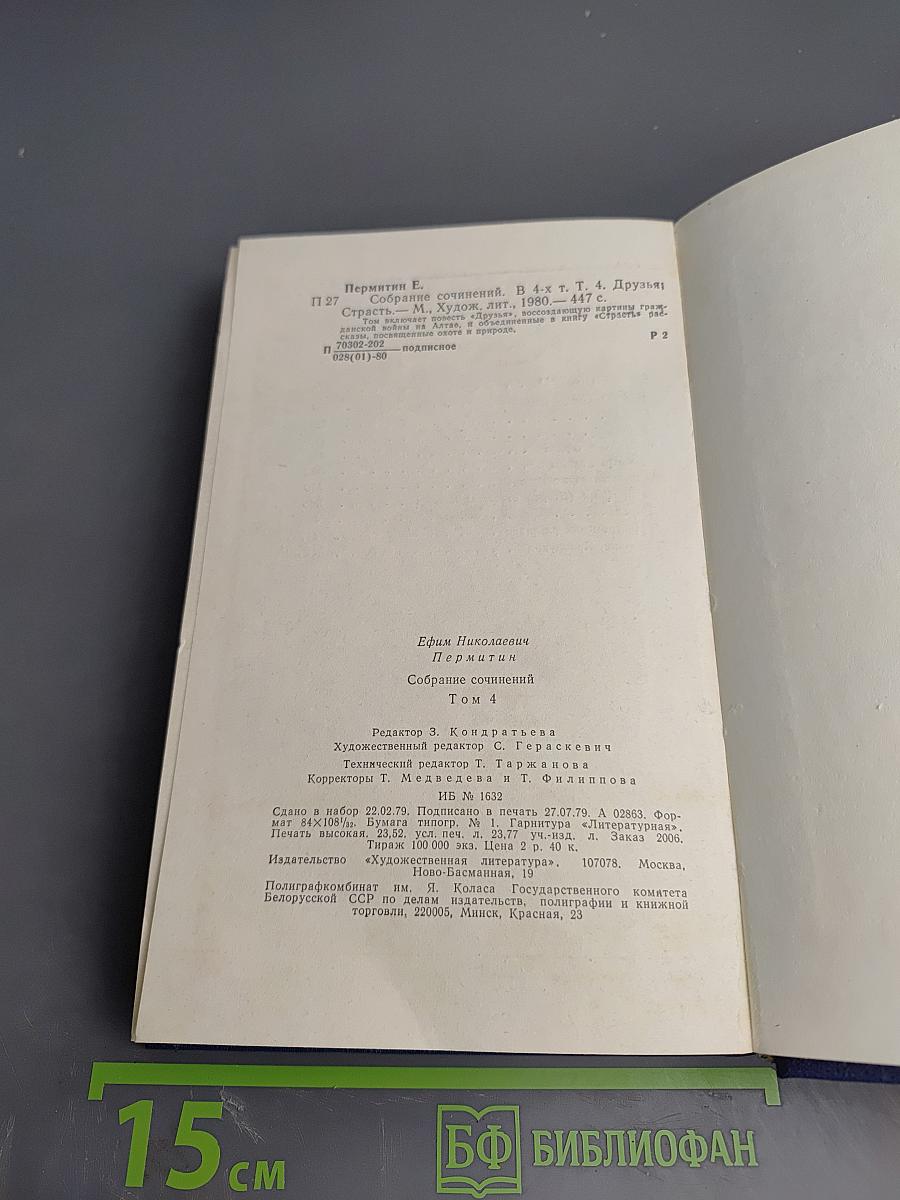 Пермитин Е.
П 27 Собрание сочинений. В 4-х т. Т. 4. Друзья;
Страсть.— М., Худож. лит., 1980.— 447 с.
Том включает повесть «Друзья», воссоздающую картины граж-
данской войны на Алтае, и объединенные в книгу «Страсть» рас-
сказы, посвященные охоте и природе.
П 70302-202 подписное Р 2
028(01)-80
Ефим Николаевич
Пермитин
Собрание сочинений
Том 4
Редактор З. Кондратьева
Художественный редактор С. Гераскевич
Технический редактор Т. Таржанова
Корректоры Т. Медведева и Т. Филиппова
ИБ № 1632
Сдано в набор 22.02.79. Подписано в печать 27.07.79. А 02863. Фор-
мат 84×108¹/₃₂. Бумага типогр. № 1. Гарнитура «Литературная».
Печать высокая. 23,52. усл. печ. л. 23,77 уч.-изд. л. Заказ 2006.
Тираж 100 000 экз. Цена 2 р. 40 к.
Издательство «Художественная литература», 107078. Москва,
Ново-Басманная, 19
Полиграфкомбинат им. Я. Коласа Государственного комитета
Белорусской ССР по делам издательств, полиграфии и книжной
торговли, 220005, Минск, Красная, 23
15 см БФ БИБЛИОФАН